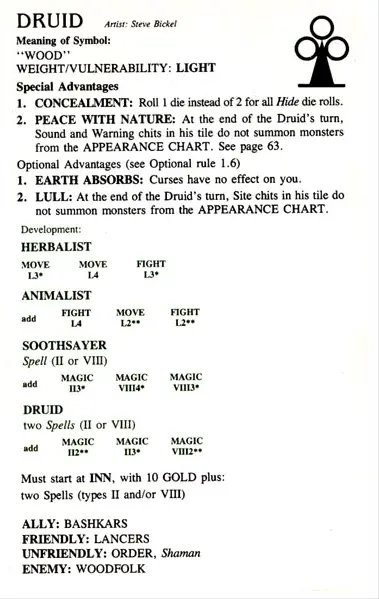 DRUID Artist: Steve Bickel
Meaning of Symbol:
"WOOD"
WEIGHT/VULNERABILITY: LIGHT
Special Advantages
1. CONCEALMENT: Roll 1 die instead of 2 for all Hide die rolls.
2. PEACE WITH NATURE: At the end of the Druid's turn,
Sound and Warning chits in his tile do not summon monsters
from the APPEARANCE CHART. See page 63.
Optional Advantages (see Optional rule 1.6)
1. EARTH ABSORBS: Curses have no effect on you.
2. LULL: At the end of the Druid's turn, Site chits in his tile do
not summon monsters from the APPEARANCE CHART.
Development:
HERBALIST
MOVE MOVE FIGHT
L3* L4 L3*
ANIMALIST
FIGHT MOVE FIGHT
add L4 L2** L2**
SOOTHSAYER
Spell (II or VIII)
MAGIC MAGIC MAGIC
add II3* VIII4* VIII3*
DRUID
two Spells (II or VIII)
MAGIC MAGIC MAGIC
add II2** II3* VIII2**
Must start at INN, with 10 GOLD plus:
two Spells (types II and/or VIII)
ALLY: BASHKARS
FRIENDLY: LANCERS
UNFRIENDLY: ORDER, Shaman
ENEMY: WOODFOLK